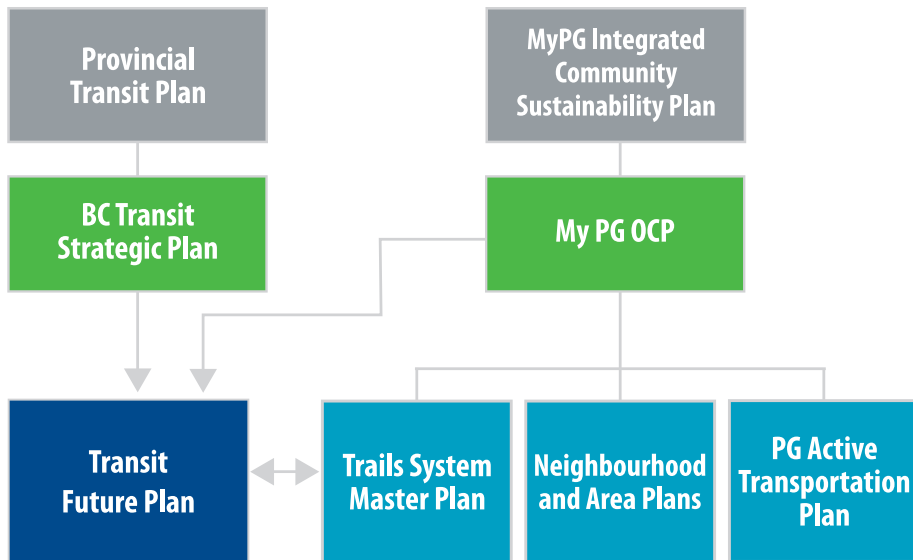 Provincial
Transit Plan
MyPG Integrated
Community
Sustainability Plan
BC Transit
Strategic Plan
My PG OCP
Transit
Future Plan
Trails System
Master Plan
Neighbourhood
and Area Plans
PG Active
Transportation
Plan